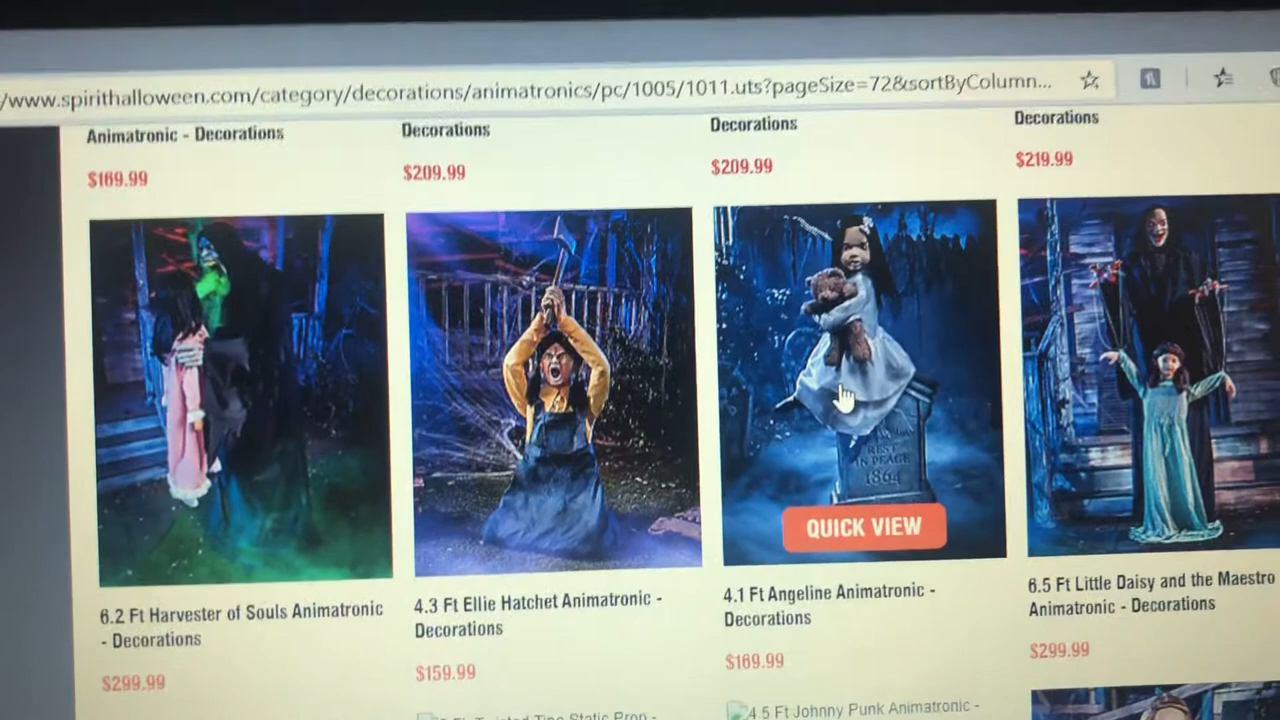 /www.spirithalloween.com/category/decorations/animatronics/pc/1005/1011.uts?pageSize=72&sortByColumn...
Animatronic - Decorations
Decorations
Decorations
Decorations
$169.99
$209.99
$209.99
$219.99
REST
IN PEACE
1864
QUICK VIEW
6.2 Ft Harvester of Souls Animatronic
- Decorations
$299.99
4.3 Ft Ellie Hatchet Animatronic -
Decorations
$159.99
4.1 Ft Angeline Animatronic -
Decorations
$169.99
6.5 Ft Little Daisy and the Maestro
Animatronic - Decorations
$299.99
Static Prop -
4.5 Ft Johnny Punk Animatronic -